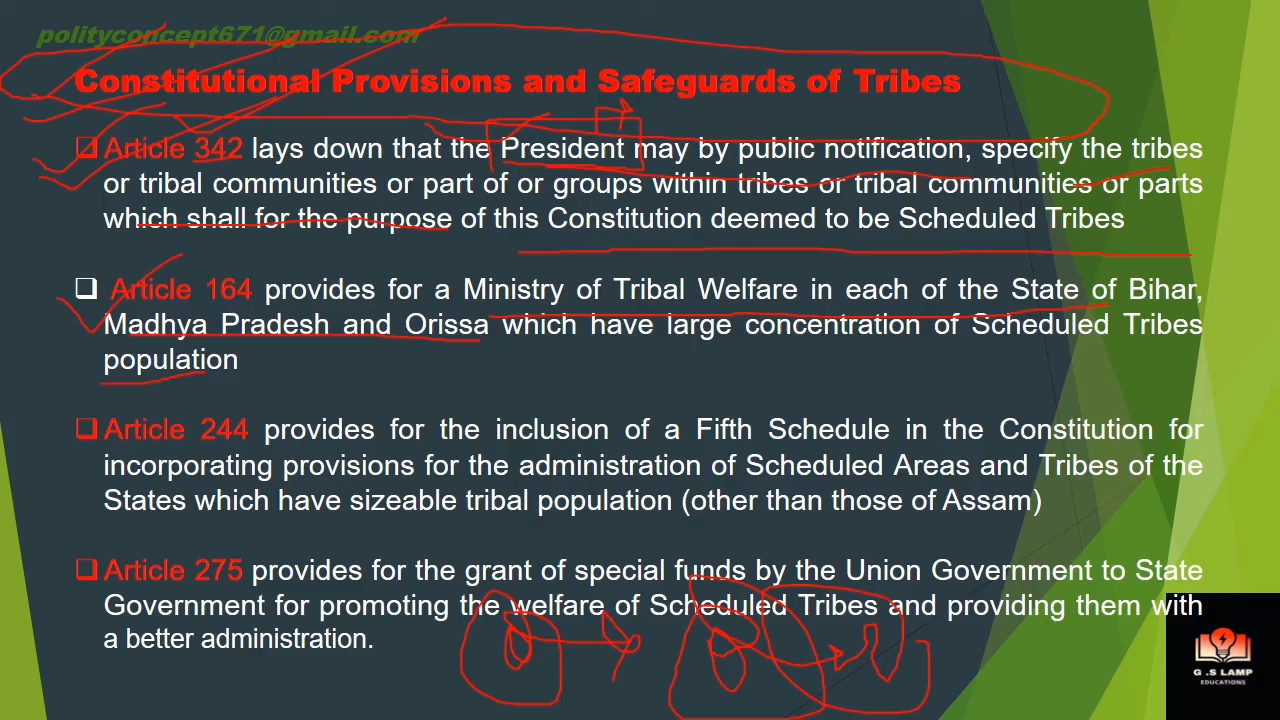 polityconcept671@gmail.com
Constitutional Provisions and Safeguards of Tribes
Article 342 lays down that the President may by public notification, specify the tribes
or tribal communities or part of or groups within tribes or tribal communities or parts
which shall for the purpose of this Constitution deemed to be Scheduled Tribes
Article 164 provides for a Ministry of Tribal Welfare in each of the State of Bihar,
Madhya Pradesh and Orissa which have large concentration of Scheduled Tribes
population
Article 244 provides for the inclusion of a Fifth Schedule in the Constitution for
incorporating provisions for the administration of Scheduled Areas and Tribes of the
States which have sizeable tribal population (other than those of Assam)
Article 275 provides for the grant of special funds by the Union Government to State
Government for promoting the welfare of Scheduled Tribes and providing them with
a better administration.
G .S LAMP
EDUCATIONS